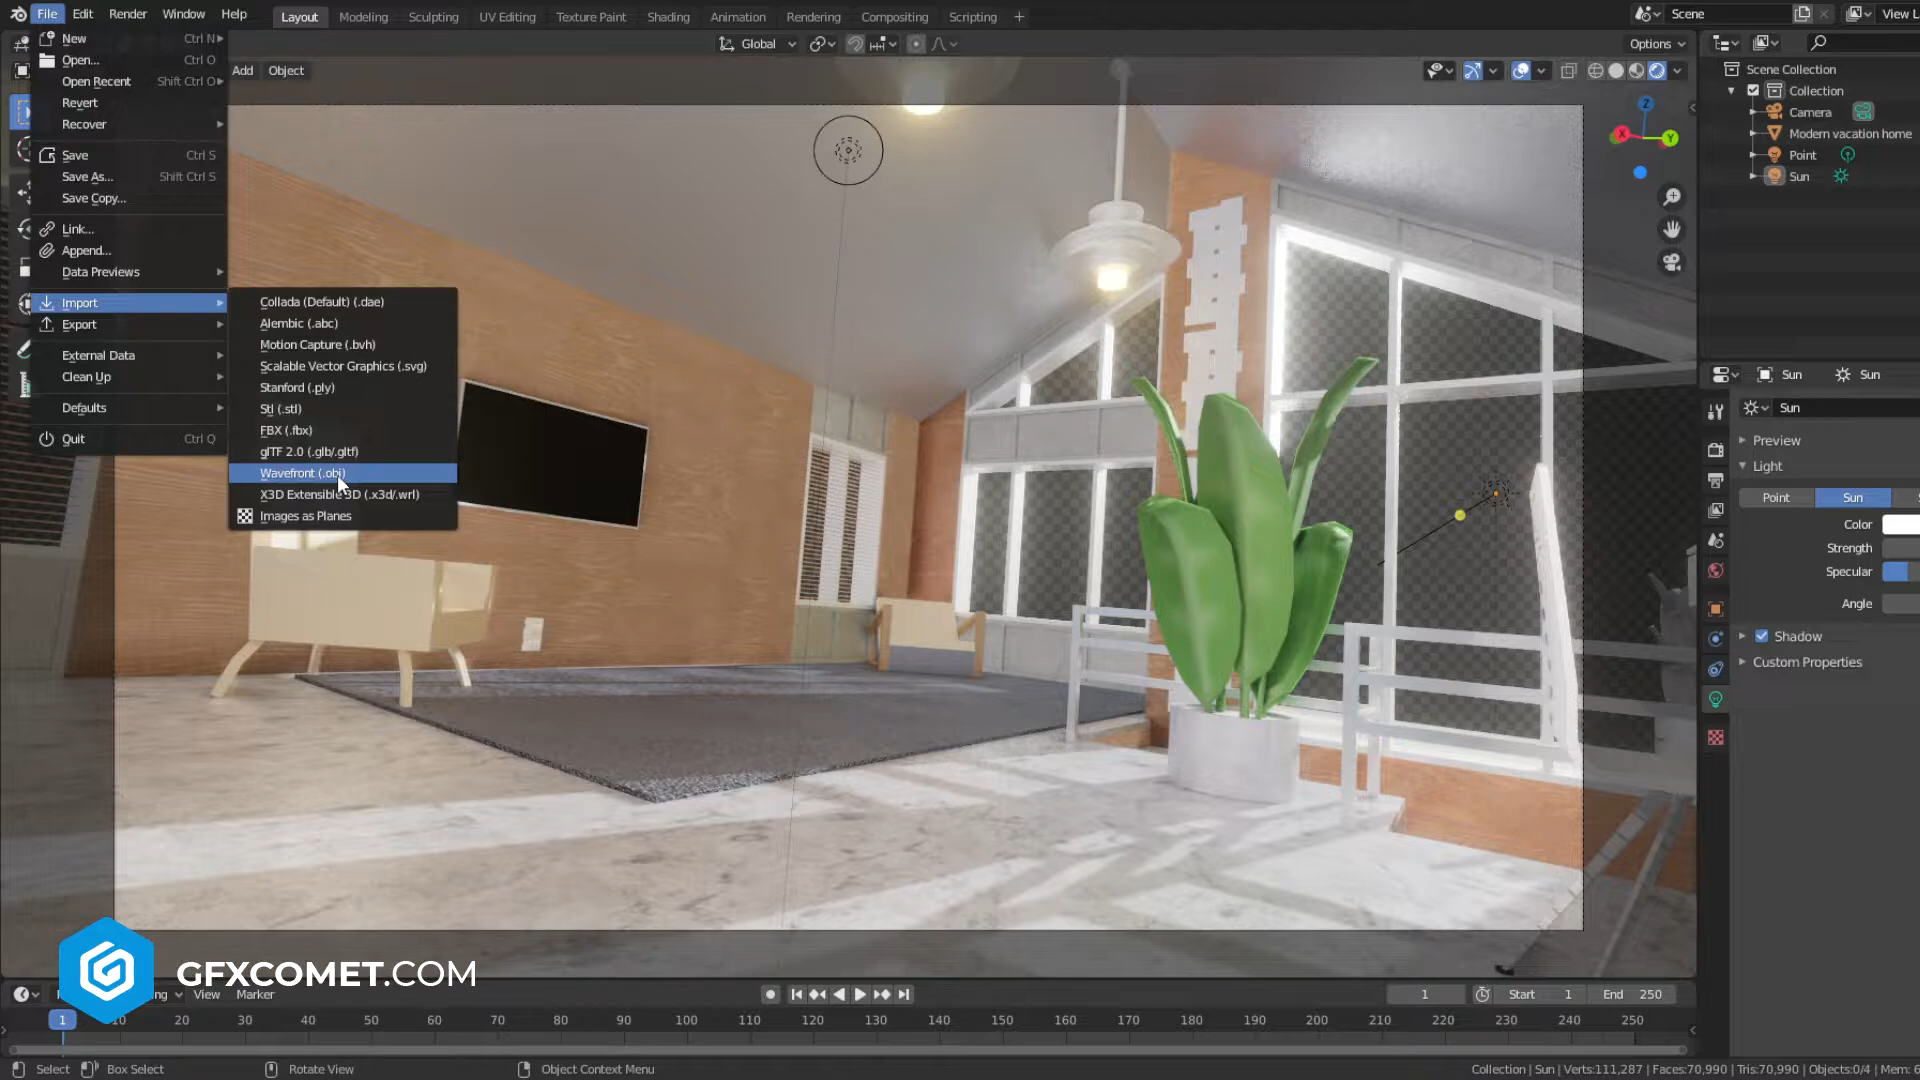 File Edit Render Window Help
Layout Modeling Sculpting UV Editing Texture Paint Shading Animation Rendering Compositing Scripting +
Scene
View L
New Ctrl N
Open... Ctrl O
Open Recent Shift Ctrl O
Revert
Recover
Save Ctrl S
Save As... Shift Ctrl S
Save Copy...
Link...
Append...
Data Previews
Import
Export
External Data
Clean Up
Defaults
Quit Ctrl Q
Collada (Default) (.dae)
Alembic (.abc)
Motion Capture (.bvh)
Scalable Vector Graphics (.svg)
Stanford (.ply)
Stl (.stl)
FBX (.fbx)
glTF 2.0 (.glb/.gltf)
Wavefront (.obj)
X3D Extensible 3D (.x3d/.wrl)
Images as Planes
Global
Options
Add Object
Z
X
Y
Scene Collection
Collection
Camera
Modern vacation home
Point
Sun
Sun Sun
Sun
Preview
Light
Point Sun
Color
Strength
Specular
Angle
Shadow
Custom Properties
GFXCOMET.COM
View Marker
1 Start 1 End 250
1 10 20 30 40 50 60 70 80 90 100 110 120 130 140 150 160 170 180 190 200 210 220 230 240 250
Select Box Select Rotate View Object Context Menu
Collection | Sun | Verts:111,287 | Faces:70,990 | Tris:70,990 | Objects:0/4 | Mem: 6